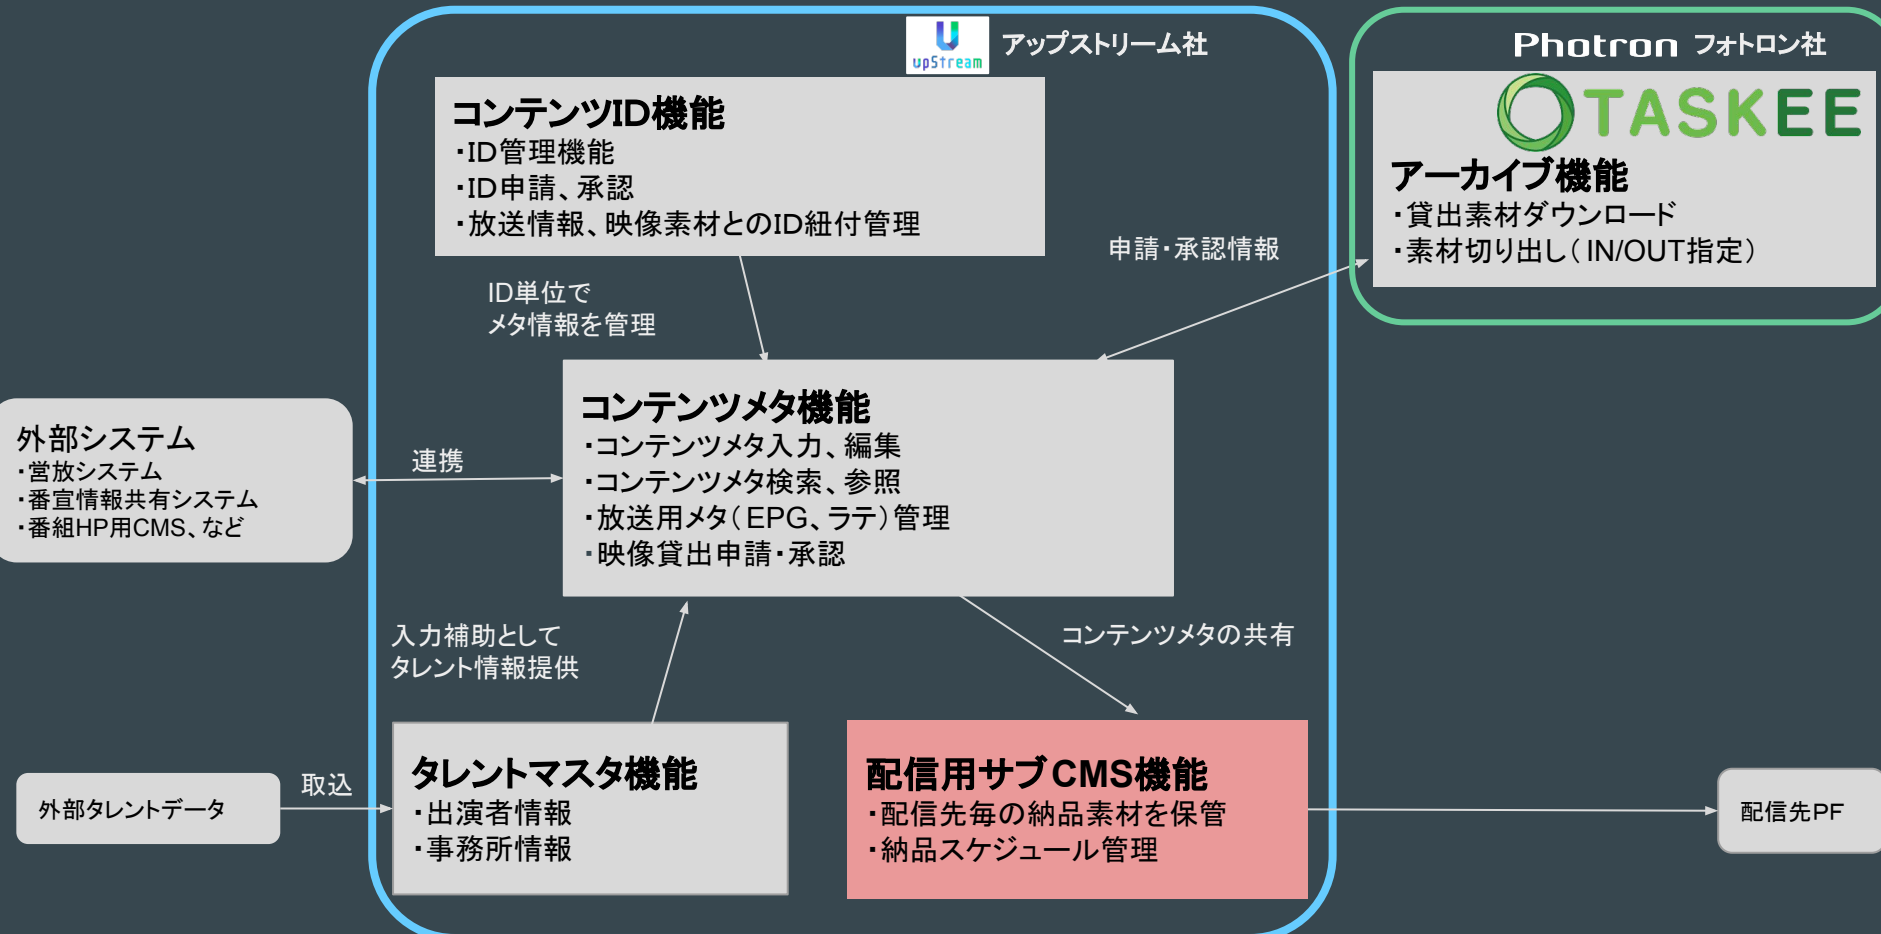 upStream
アップストリーム社
Photron フォトロン社
コンテンツID機能
・ID管理機能
・ID申請、承認
・放送情報、映像素材とのID紐付管理
TASKEE
アーカイブ機能
・貸出素材ダウンロード
・素材切り出し（IN/OUT指定）
申請・承認情報
ID単位で
メタ情報を管理
コンテンツメタ機能
・コンテンツメタ入力、編集
・コンテンツメタ検索、参照
・放送用メタ（EPG、ラテ）管理
・映像貸出申請・承認
外部システム
・営放システム
・番宣情報共有システム
・番組HP用CMS、など
連携
入力補助として
タレント情報提供
コンテンツメタの共有
タレントマスタ機能
・出演者情報
・事務所情報
配信用サブCMS機能
・配信先毎の納品素材を保管
・納品スケジュール管理
外部タレントデータ
取込
配信先PF